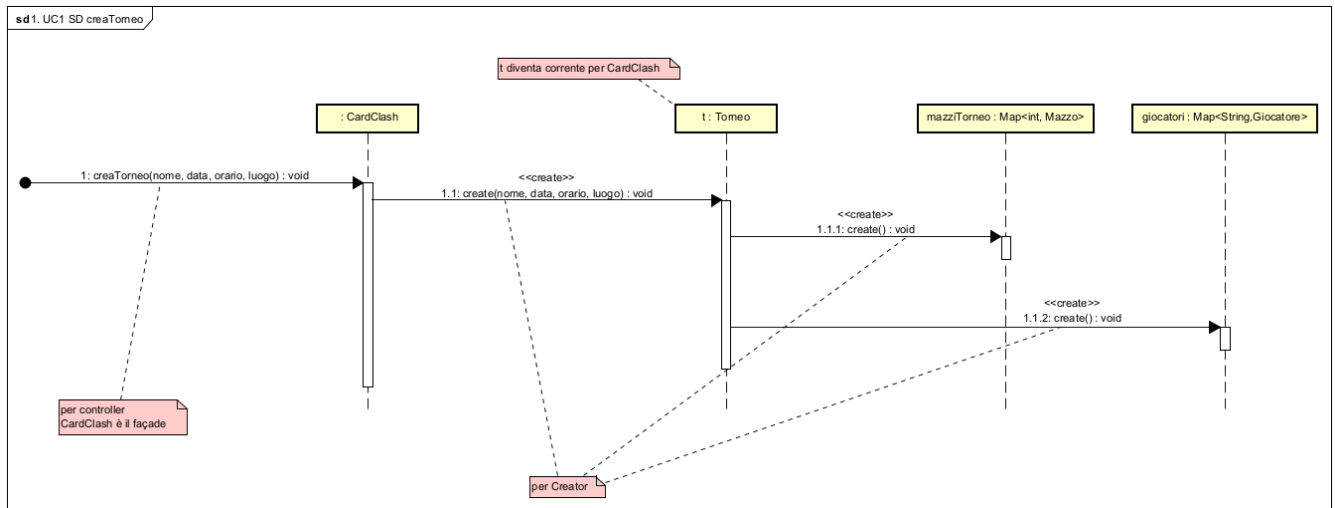 sd 1. UC1 SD creaTorneo
t diventa corrente per CardClash
: CardClash
t : Torneo
mazziTorneo : Map<int, Mazzo>
giocatori : Map<String,Giocatore>
1: creaTorneo(nome, data, orario, luogo) : void
<<create>>
1.1: create(nome, data, orario, luogo) : void
<<create>>
1.1.1: create() : void
<<create>>
1.1.2: create() : void
per controller
CardClash è il façade
per Creator